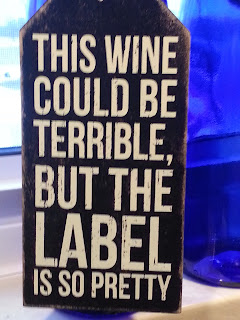 THIS WINE
COULD BE
TERRIBLE,
BUT THE
LABEL
IS SO PRETTY